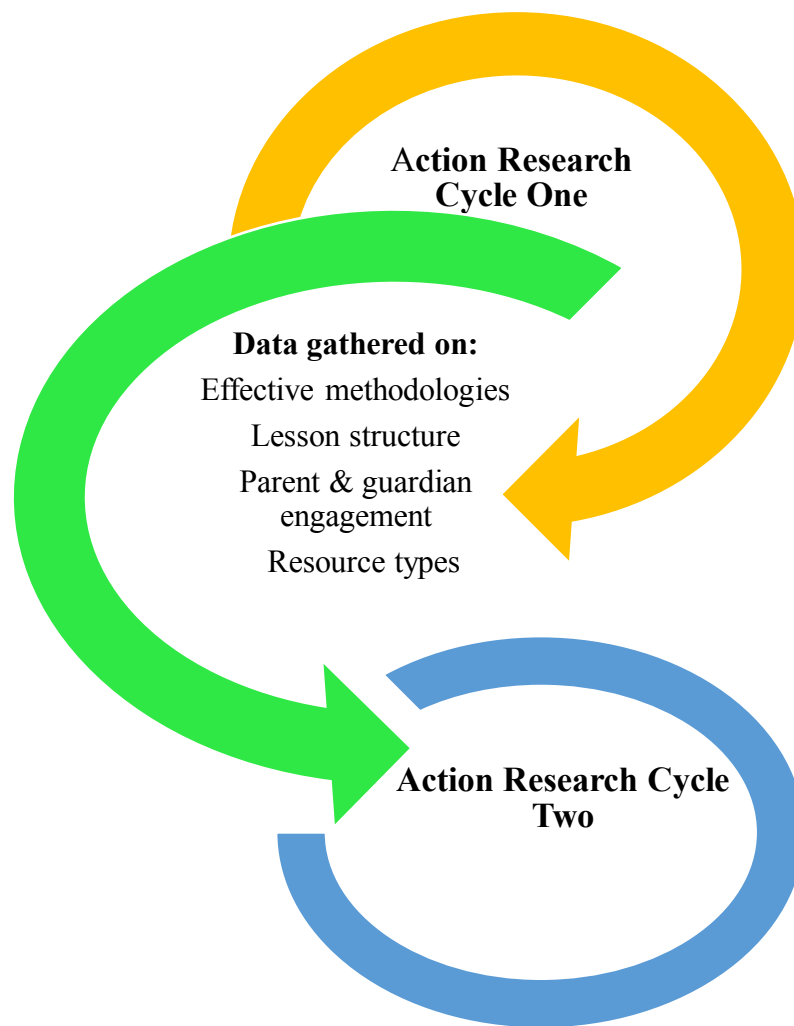 Action Research
Cycle One
Data gathered on:
Effective methodologies
Lesson structure
Parent & guardian
engagement
Resource types
Action Research Cycle
Two